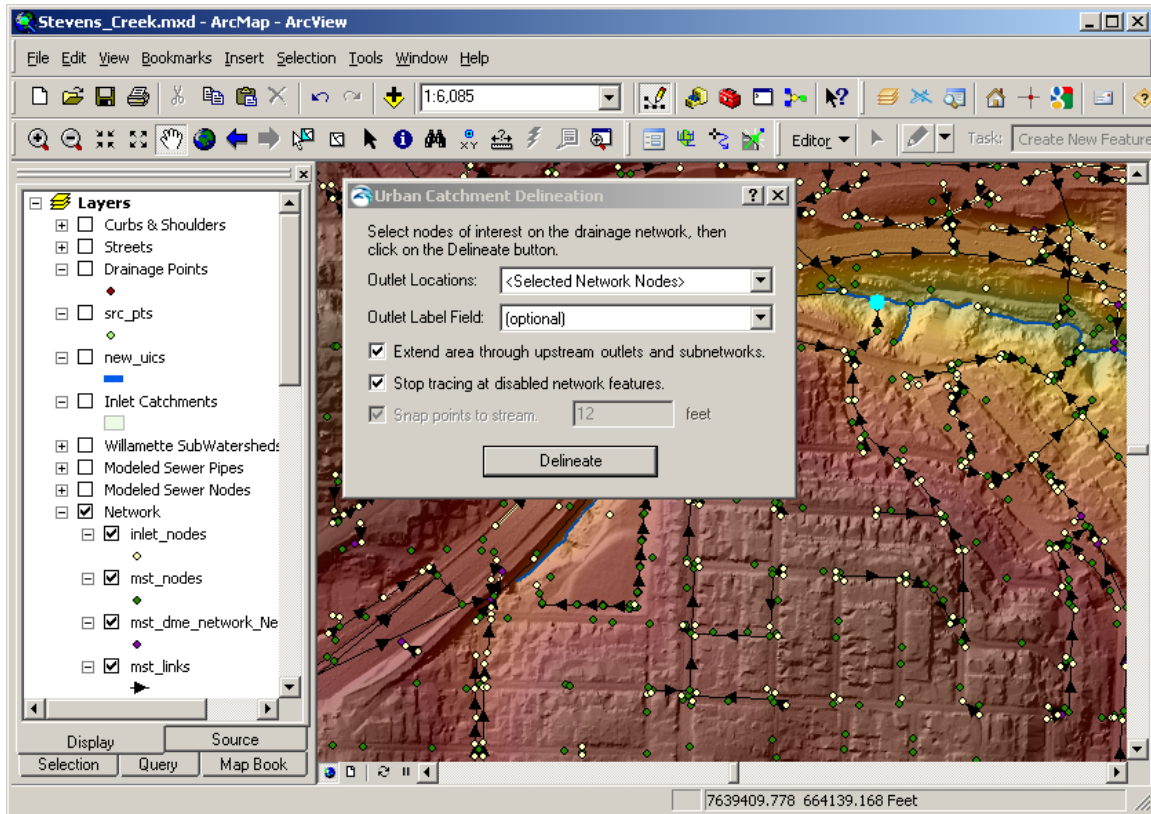 Stevens_Creek.mxd - ArcMap - ArcView
File Edit View Bookmarks Insert Selection Tools Window Help
1:6,085
Editor Task: Create New Feature
Layers
Curbs & Shoulders
Streets
Drainage Points
src_pts
new_uics
Inlet Catchments
Willamette SubWatersheds
Modeled Sewer Pipes
Modeled Sewer Nodes
Network
inlet_nodes
mst_nodes
mst_dme_network_Ne
mst_links
Display Source
Selection Query Map Book
Urban Catchment Delineation
Select nodes of interest on the drainage network, then
click on the Delineate button.
Outlet Locations: <Selected Network Nodes>
Outlet Label Field: (optional)
Extend area through upstream outlets and subnetworks.
Stop tracing at disabled network features.
Snap points to stream. 12 feet
Delineate
7639409.778 664139.168 Feet